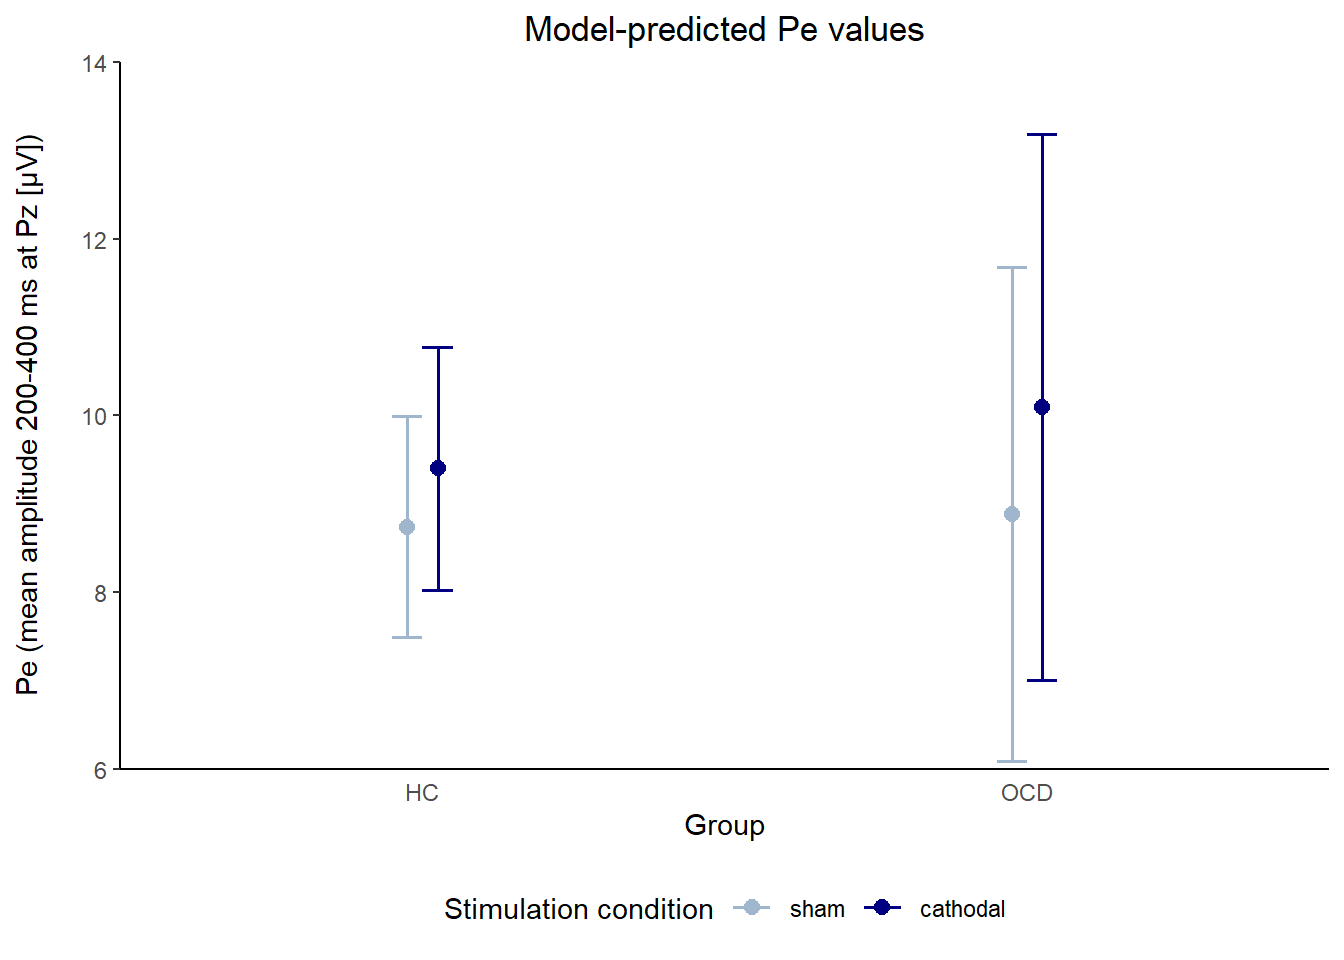 Model-predicted Pe values
Pe (mean amplitude 200-400 ms at Pz [µV])
14
12
10
8
6
HC OCD
Group
Stimulation condition sham cathodal